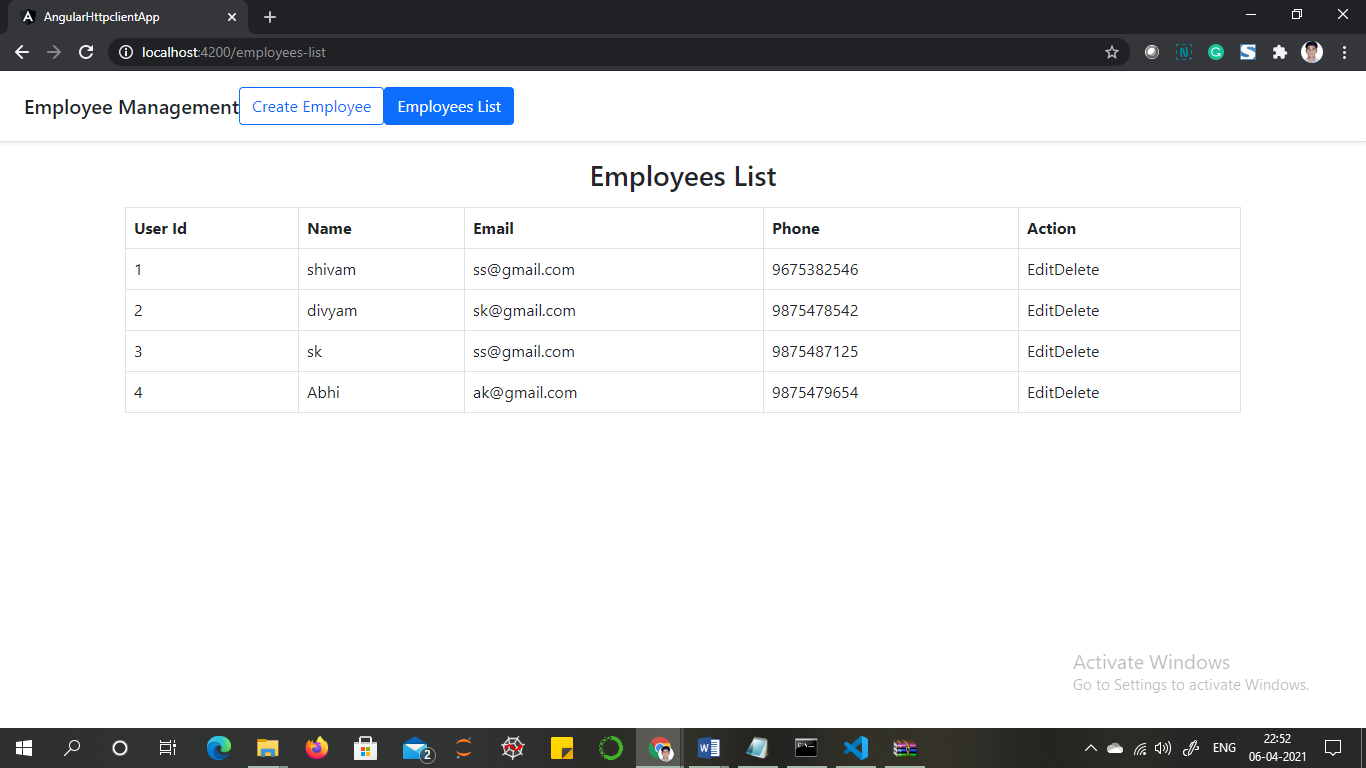 AngularHttpclientApp
localhost:4200/employees-list
Employee Management Create Employee Employees List
Employees List
User Id Name Email Phone Action
1 shivam ss@gmail.com 9675382546 EditDelete
2 divyam sk@gmail.com 9875478542 EditDelete
3 sk ss@gmail.com 9875487125 EditDelete
4 Abhi ak@gmail.com 9875479654 EditDelete
Activate Windows
Go to Settings to activate Windows.
2
ENG
22:52
06-04-2021